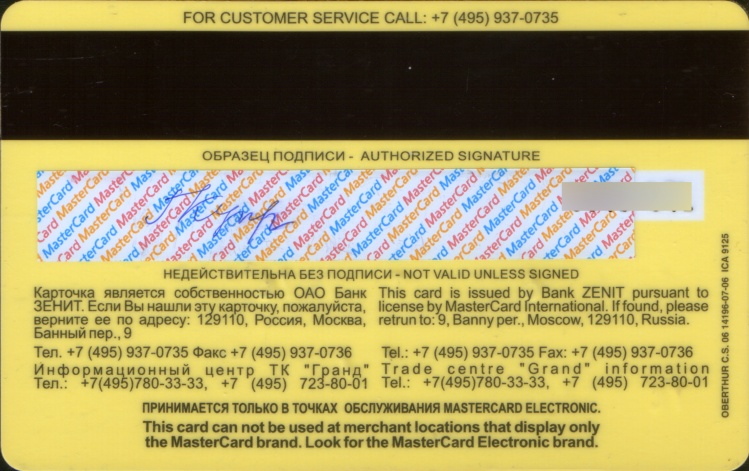 FOR CUSTOMER SERVICE CALL: +7 (495) 937-0735
ОБРАЗЕЦ ПОДПИСИ - AUTHORIZED SIGNATURE
MasterCard MasterCard MasterCard MasterCard MasterCard
НЕДЕЙСТВИТЕЛЬНА БЕЗ ПОДПИСИ - NOT VALID UNLESS SIGNED
Карточка является собственностью ОАО Банк
ЗЕНИТ. Если Вы нашли эту карточку, пожалуйста,
верните ее по адресу: 129110, Россия, Москва,
Банный пер., 9
Тел. +7 (495) 937-0735 Факс +7 (495) 937-0736
Информационный центр ТК "Гранд"
Тел.: +7(495)780-33-33, +7 (495) 723-80-01
This card is issued by Bank ZENIT pursuant to
license by MasterCard International. If found, please
retrun to: 9, Banny per., Moscow, 129110, Russia.
Tel.: +7 (495) 937-0735 Fax: +7 (495) 937-0736
Trade centre "Grand" information
Tel.: +7(495)780-33-33, +7 (495) 723-80-01
ПРИНИМАЕТСЯ ТОЛЬКО В ТОЧКАХ ОБСЛУЖИВАНИЯ MASTERCARD ELECTRONIC.
This card can not be used at merchant locations that display only
the MasterCard brand. Look for the MasterCard Electronic brand.
OBERTHUR C.S. 06 14196-07-06 ICA 9125